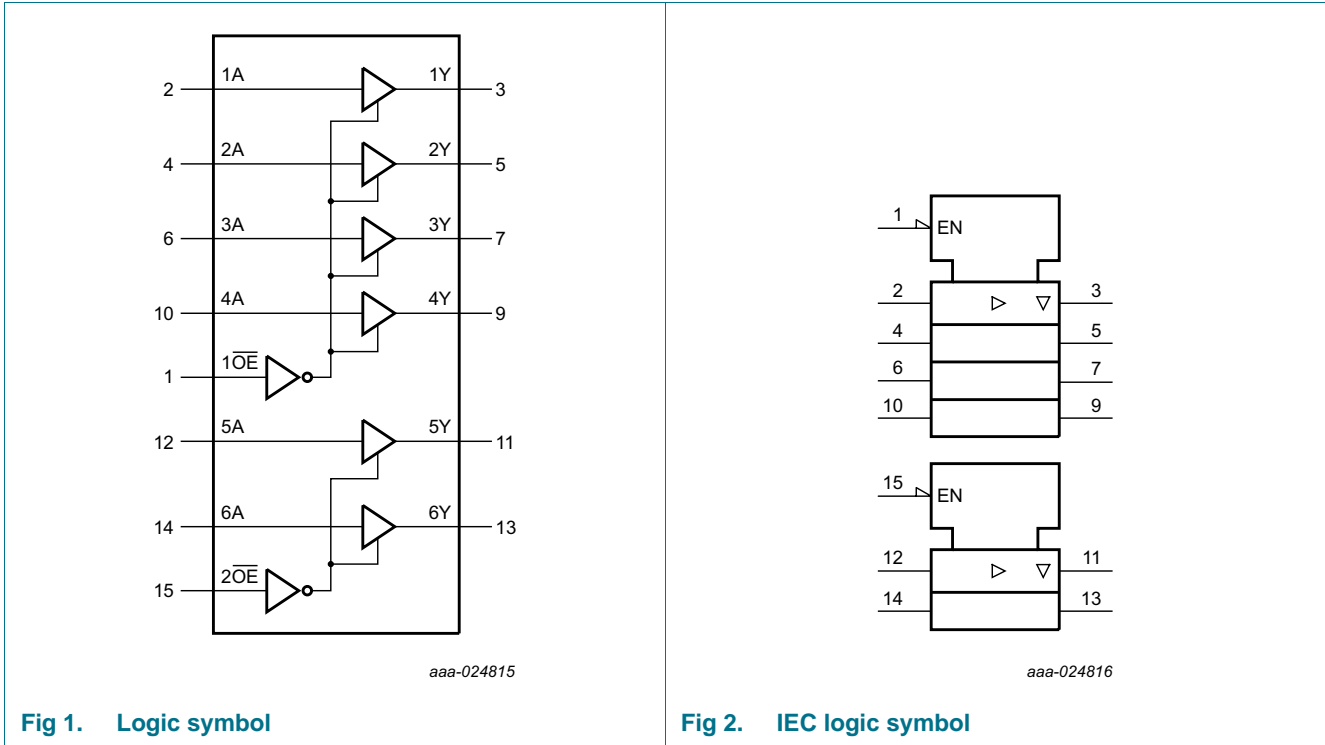 1A 1Y
2 3
2A 2Y
4 5
3A 3Y
6 7
4A 4Y
10 9
1O̅E̅
1
5A 5Y
12 11
6A 6Y
14 13
2O̅E̅
15
aaa-024815
Fig 1. Logic symbol
1
EN
2 3
4 5
6 7
10 9
15
EN
12 11
14 13
aaa-024816
Fig 2. IEC logic symbol